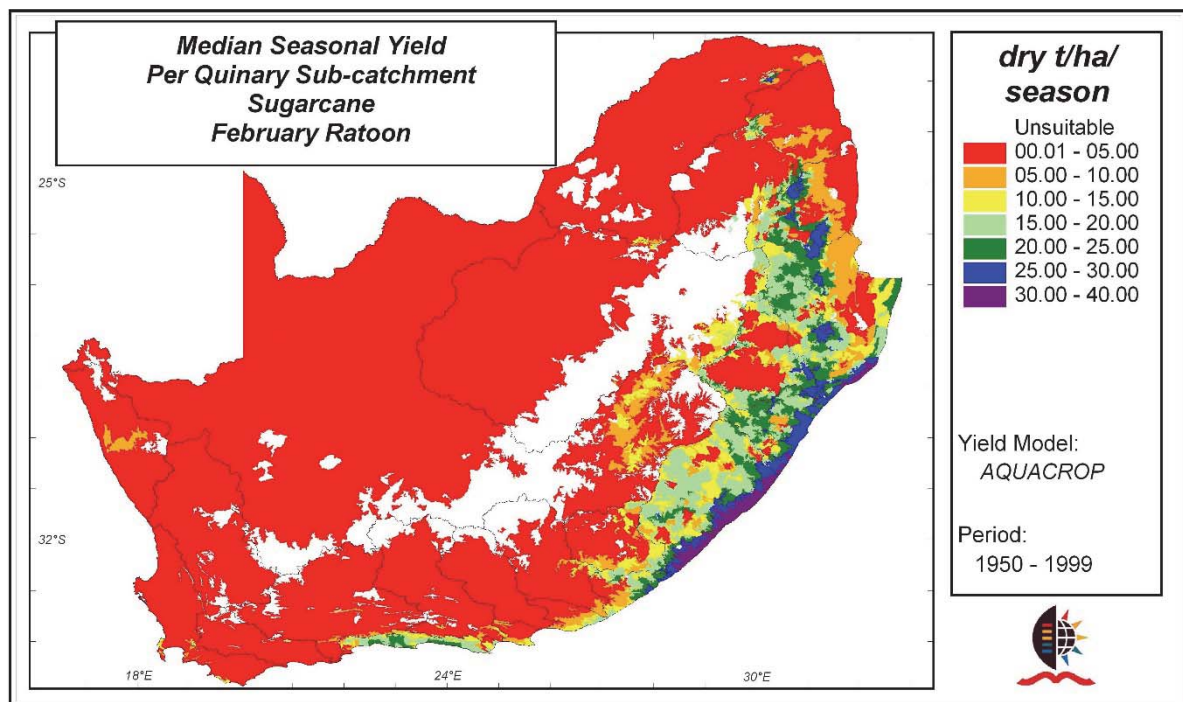 Median Seasonal Yield
Per Quinary Sub-catchment
Sugarcane
February Ratoon
dry t/ha/
season
Unsuitable
00.01 - 05.00
05.00 - 10.00
10.00 - 15.00
15.00 - 20.00
20.00 - 25.00
25.00 - 30.00
30.00 - 40.00
25°S
32°S
18°E
24°E
30°E
Yield Model:
AQUACROP
Period:
1950 - 1999